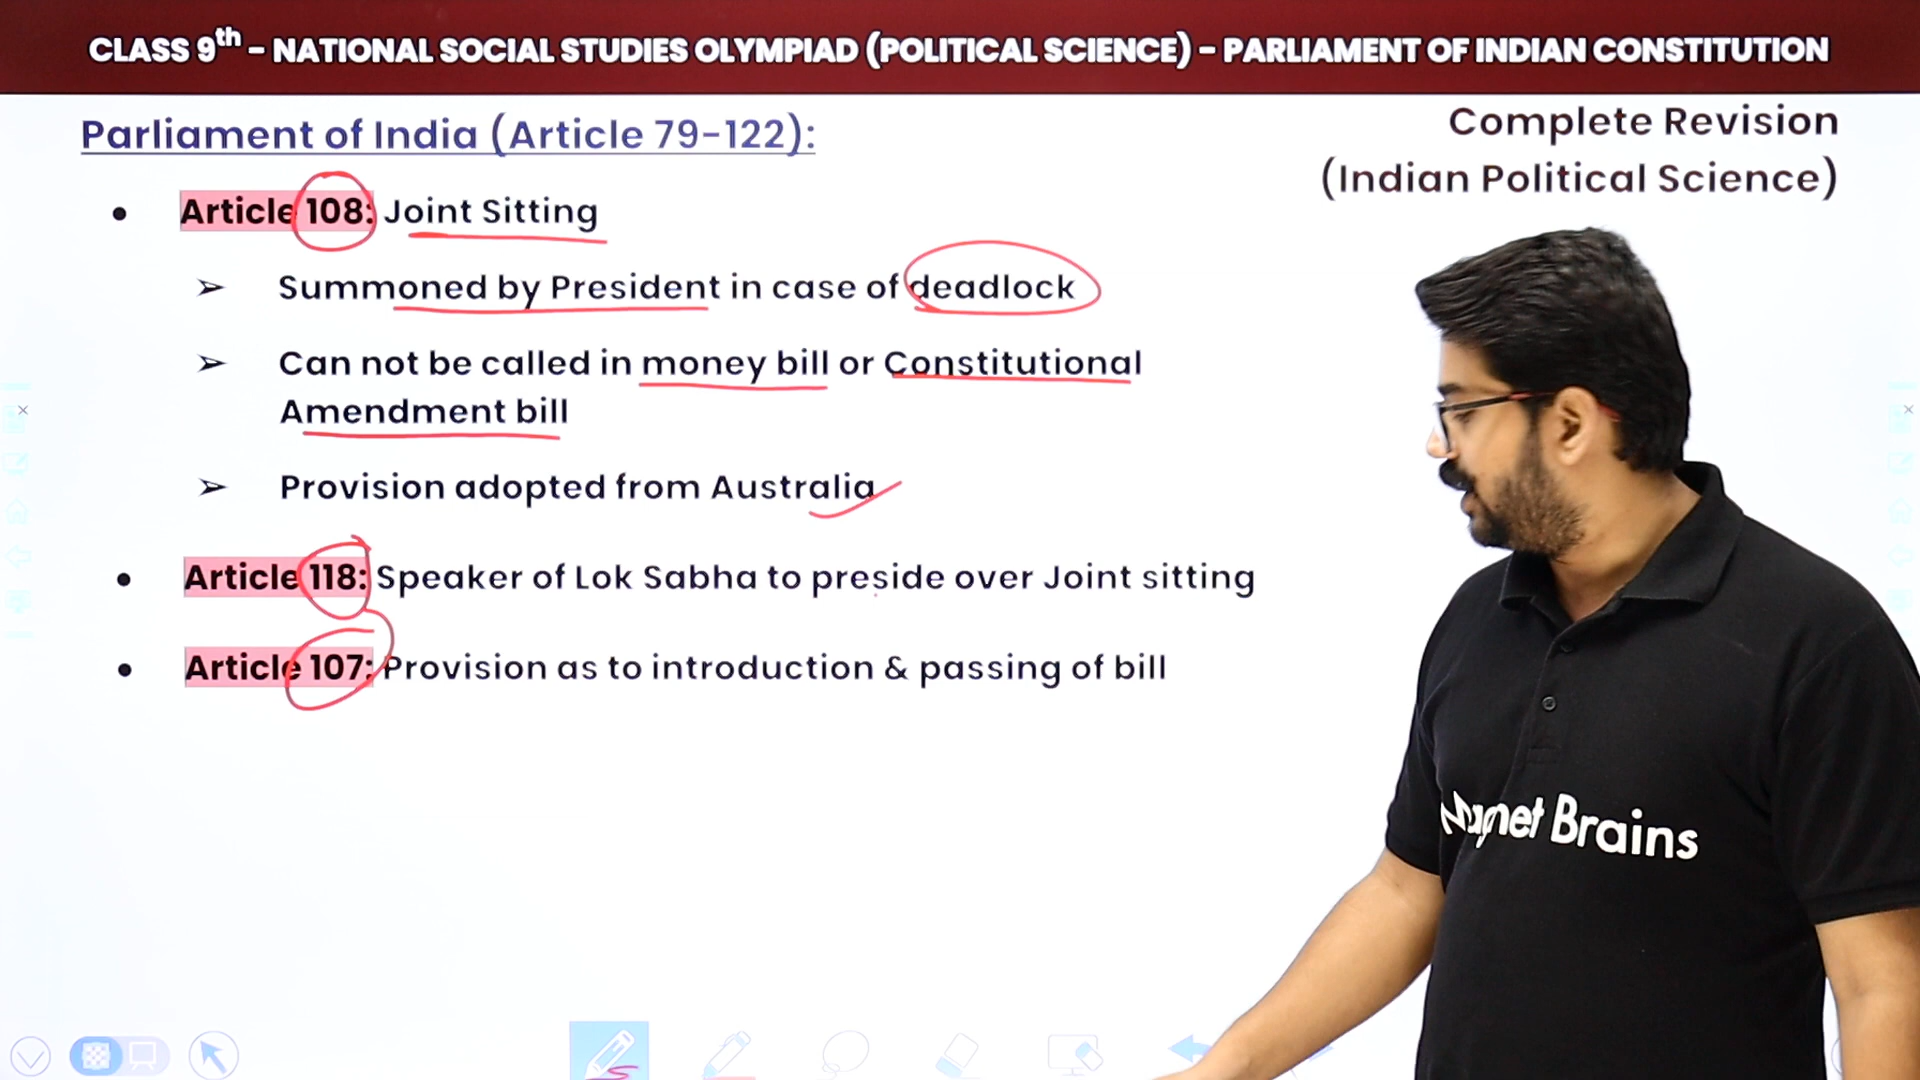 CLASS 9th – NATIONAL SOCIAL STUDIES OLYMPIAD (POLITICAL SCIENCE) – PARLIAMENT OF INDIAN CONSTITUTION
Complete Revision
(Indian Political Science)
Parliament of India (Article 79-122):
• Article 108: Joint Sitting
➢ Summoned by President in case of deadlock
➢ Can not be called in money bill or Constitutional
Amendment bill
➢ Provision adopted from Australia
• Article 118: Speaker of Lok Sabha to preside over Joint sitting
• Article 107: Provision as to introduction & passing of bill
Magnet Brains